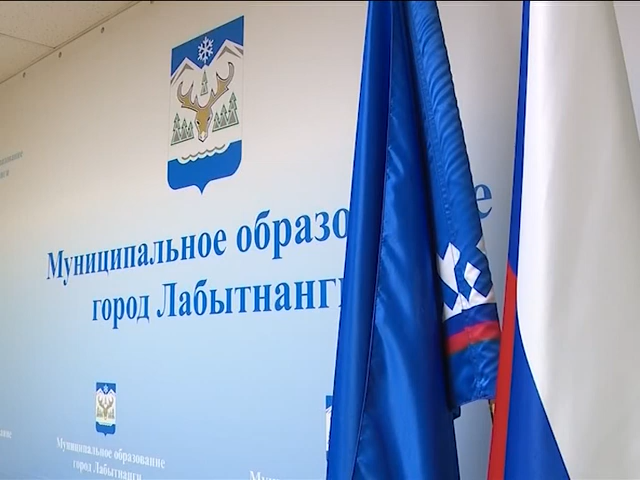 Муниципальное образо е
город Лабытнанги
Муниципальное образование
город Лабытнанги